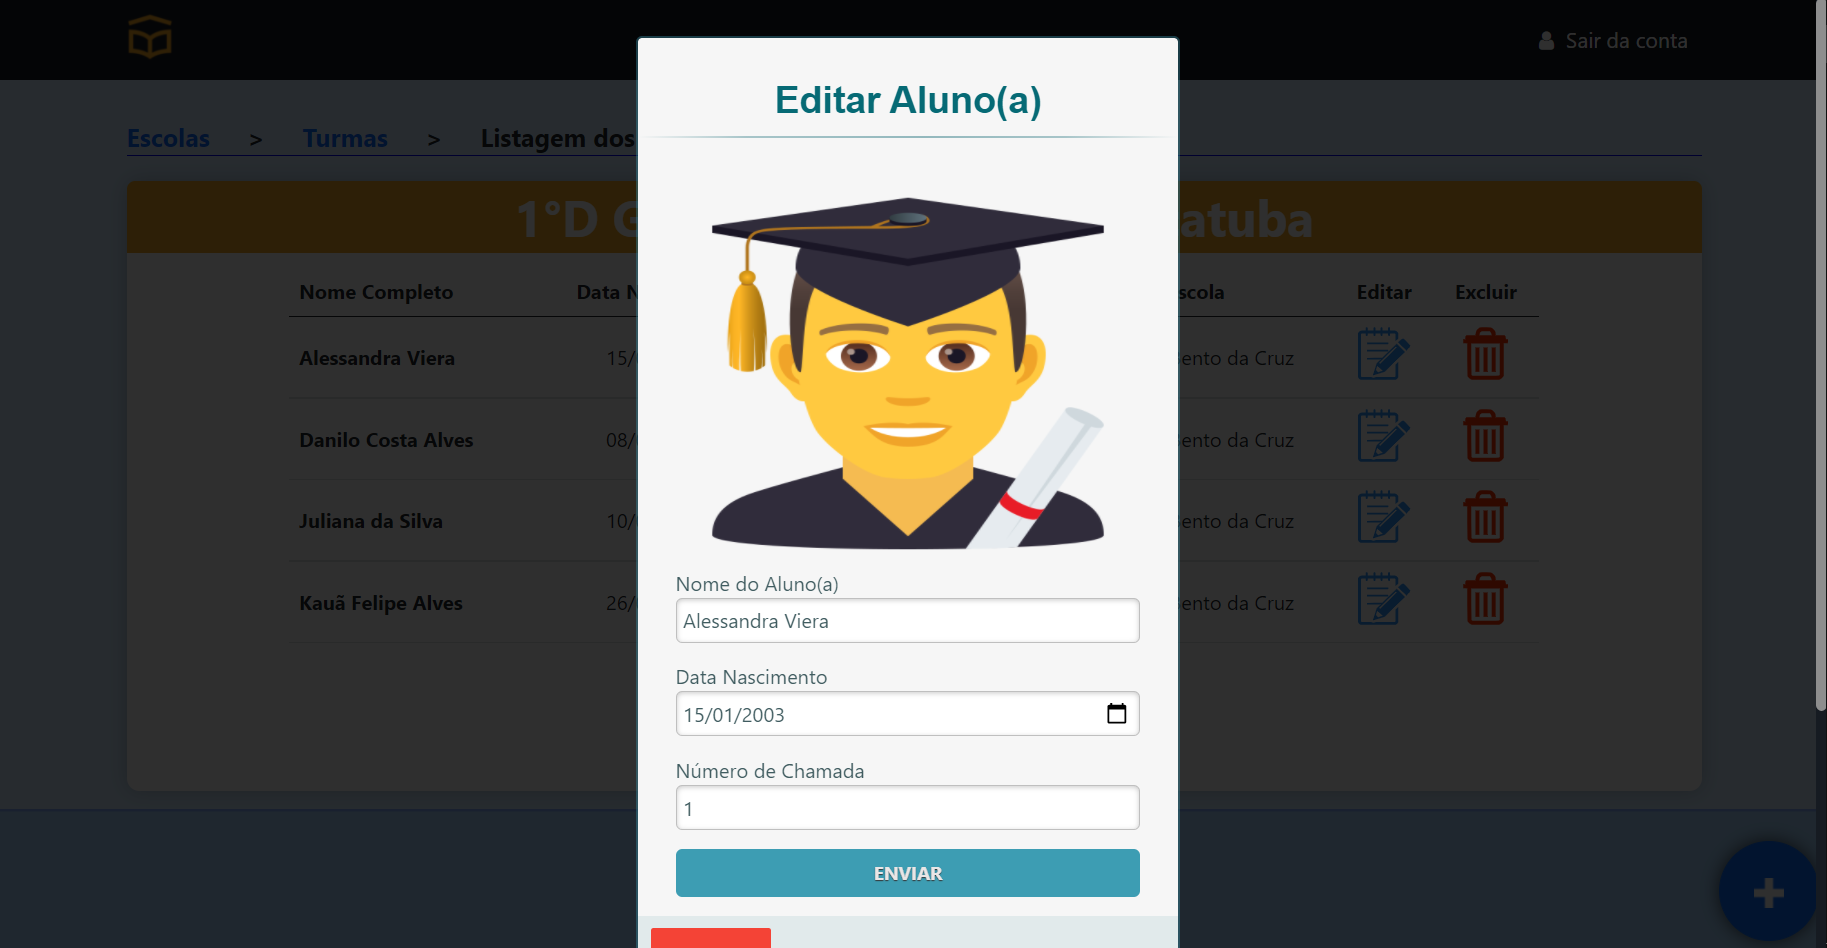 Sair da conta
Editar Aluno(a)
Escolas > Turmas > Listagem dos
1°D G atuba
Nome Completo Data N scola Editar Excluir
Alessandra Viera 15/ ento da Cruz
Danilo Costa Alves 08/ ento da Cruz
Juliana da Silva 10/ ento da Cruz
Kauã Felipe Alves 26/ ento da Cruz
Nome do Aluno(a)
Alessandra Viera
Data Nascimento
15/01/2003
Número de Chamada
1
ENVIAR